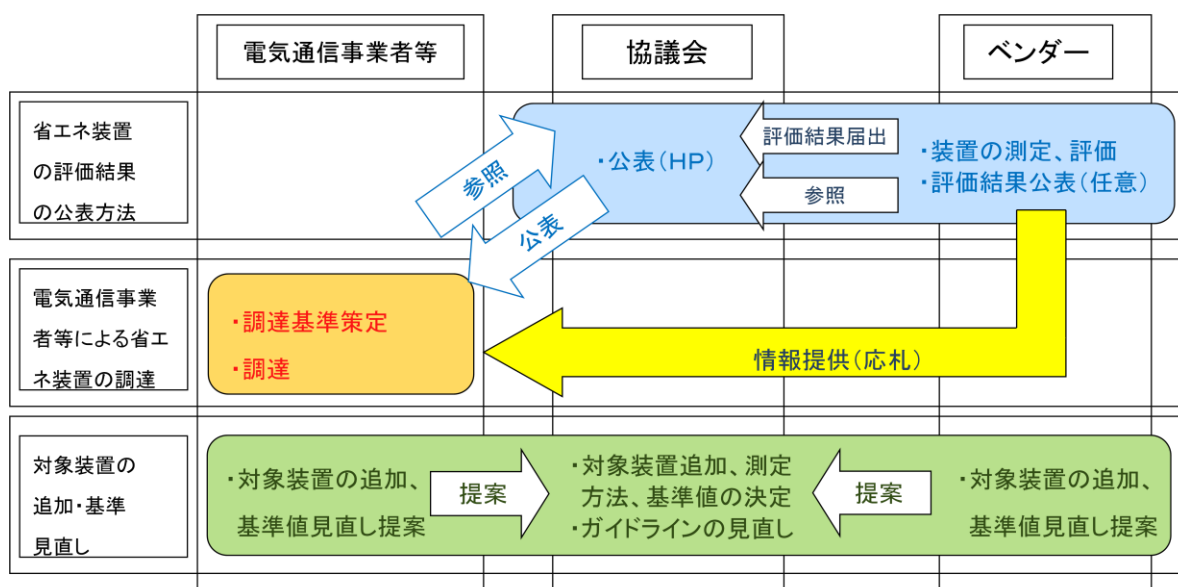 電気通信事業者等
協議会
ベンダー
省エネ装置
の評価結果
の公表方法
参照
公表
・公表(HP)
評価結果届出
参照
・装置の測定、評価
・評価結果公表(任意)
電気通信事業
者等による省エ
ネ装置の調達
・調達基準策定
・調達
情報提供(応札)
対象装置の
追加・基準
見直し
・対象装置の追加、
基準値見直し提案
提案
・対象装置追加、測定
方法、基準値の決定
・ガイドラインの見直し
提案
・対象装置の追加、
基準値見直し提案